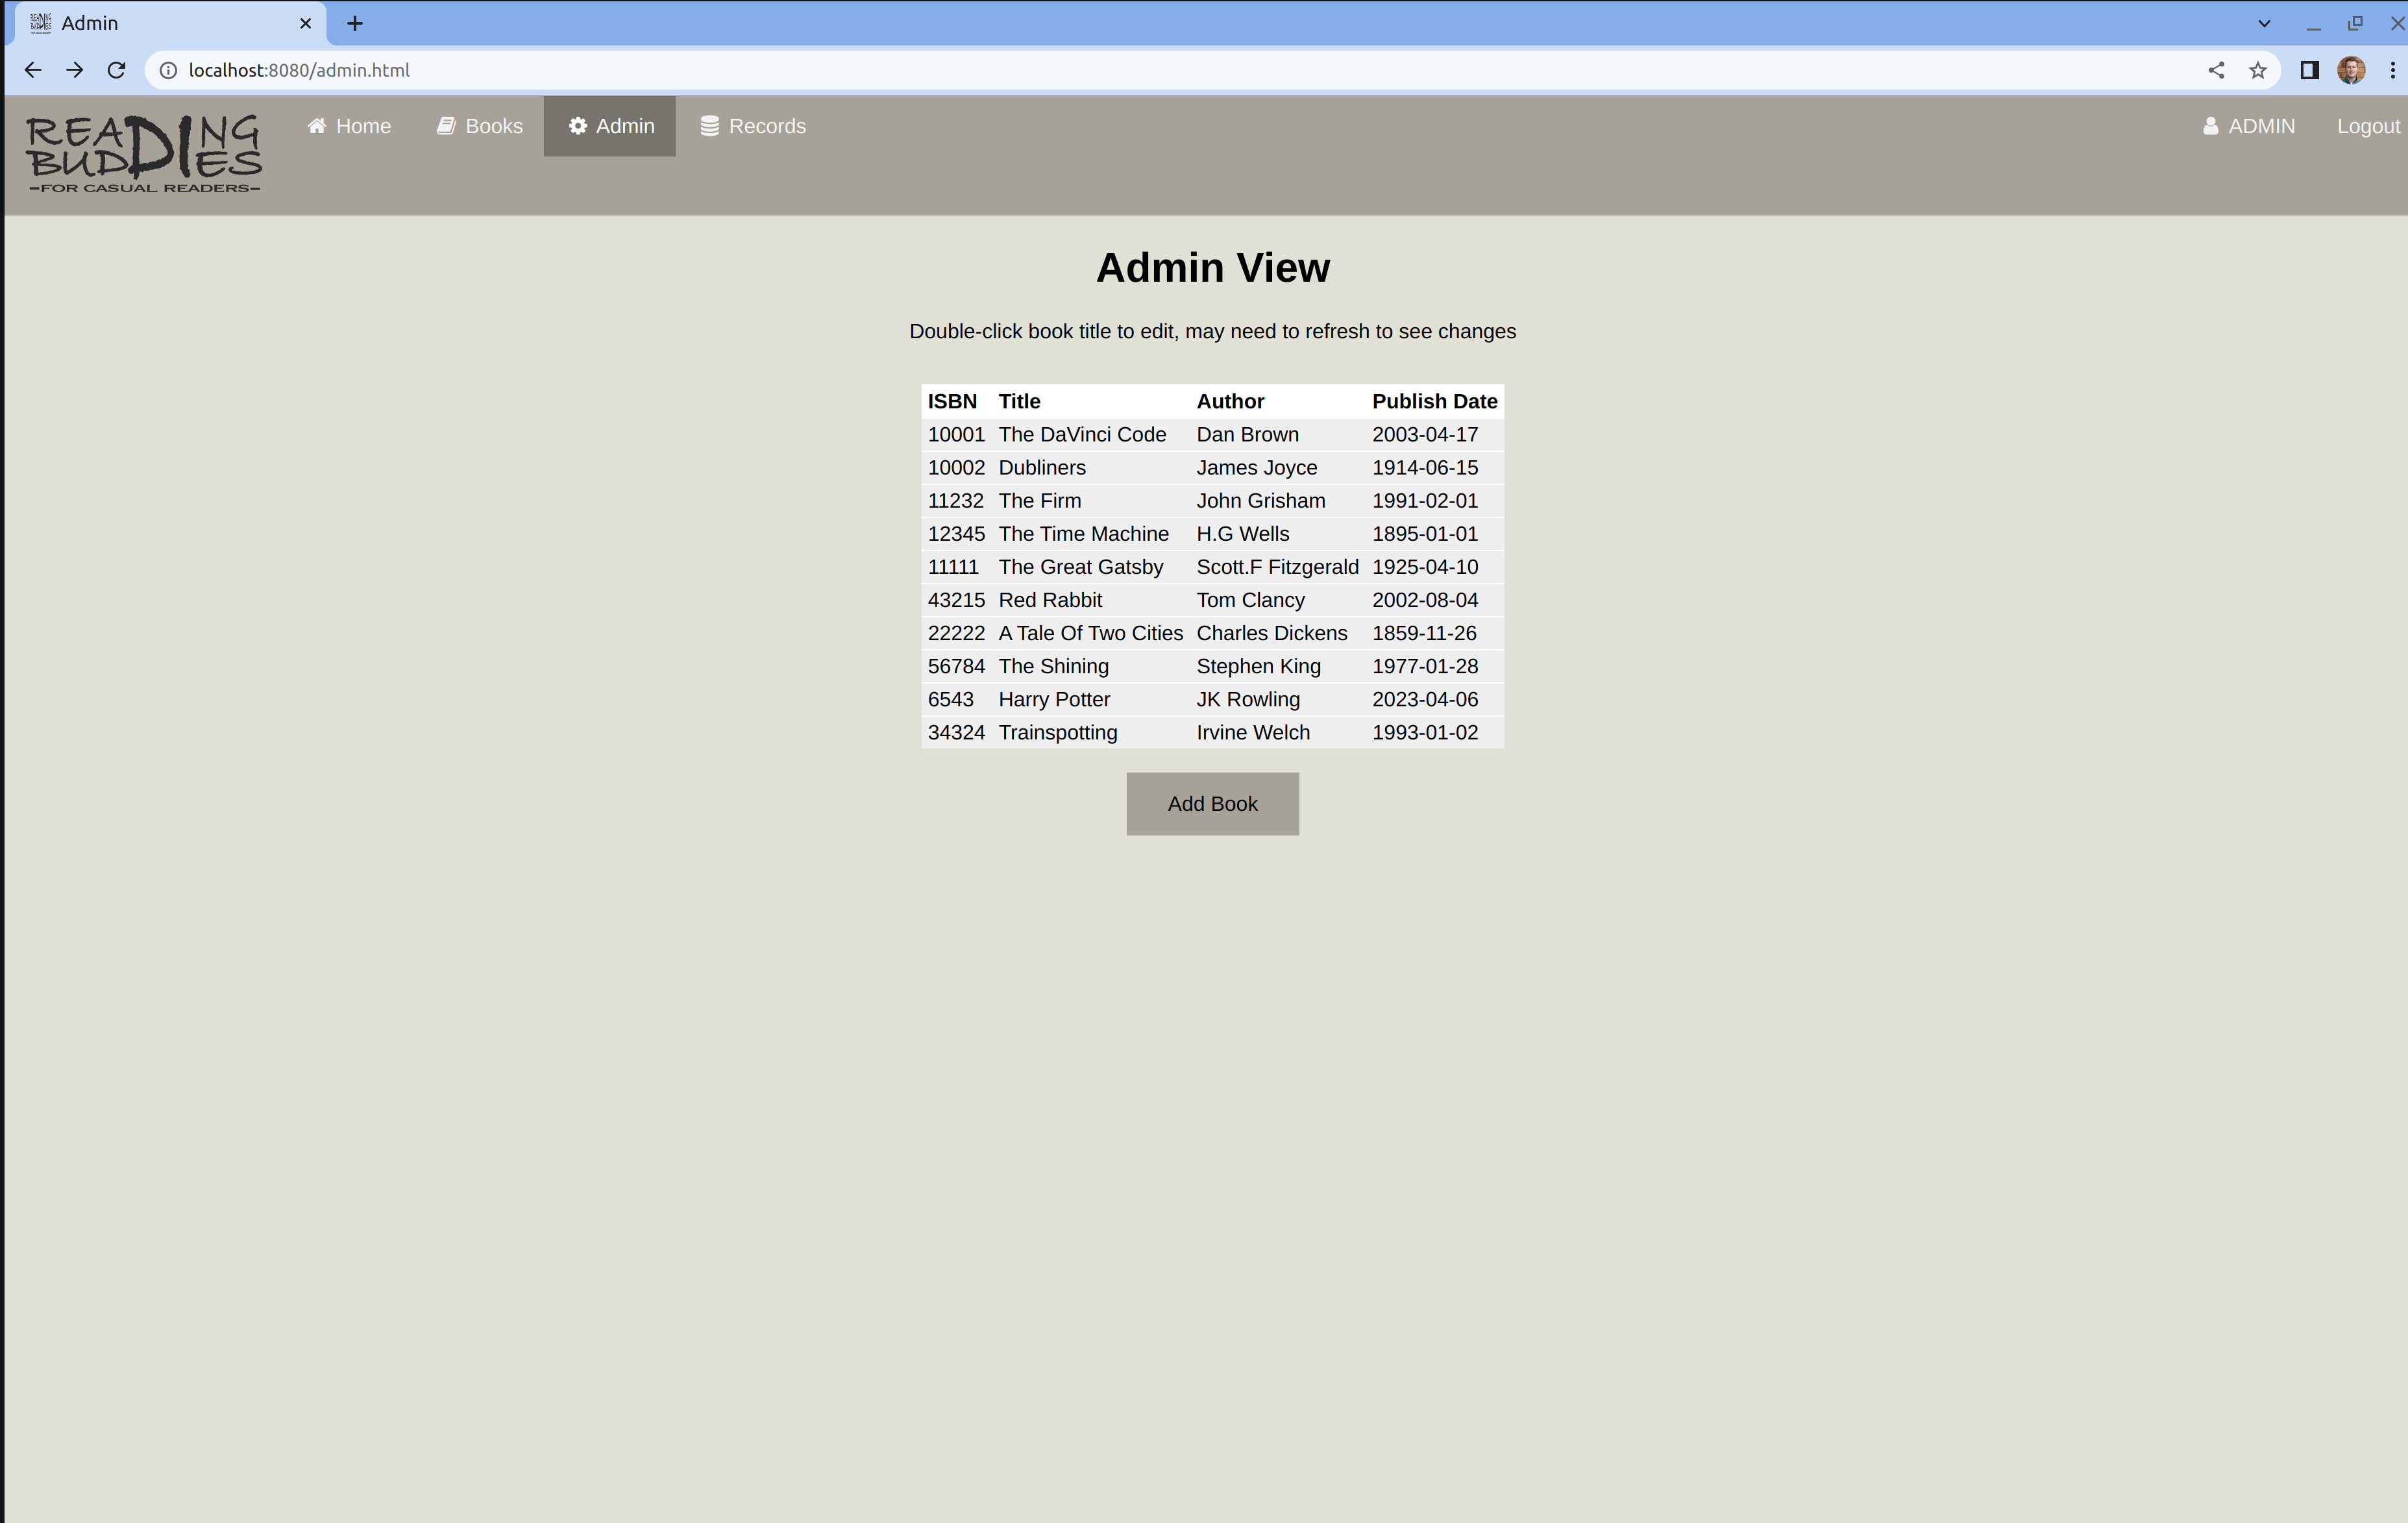 Admin
localhost:8080/admin.html
READING
BUDDIES
-FOR CASUAL READERS-
Home Books Admin Records ADMIN Logout
Admin View
Double-click book title to edit, may need to refresh to see changes
ISBN Title Author Publish Date
10001 The DaVinci Code Dan Brown 2003-04-17
10002 Dubliners James Joyce 1914-06-15
11232 The Firm John Grisham 1991-02-01
12345 The Time Machine H.G Wells 1895-01-01
11111 The Great Gatsby Scott.F Fitzgerald 1925-04-10
43215 Red Rabbit Tom Clancy 2002-08-04
22222 A Tale Of Two Cities Charles Dickens 1859-11-26
56784 The Shining Stephen King 1977-01-28
6543 Harry Potter JK Rowling 2023-04-06
34324 Trainspotting Irvine Welch 1993-01-02
Add Book